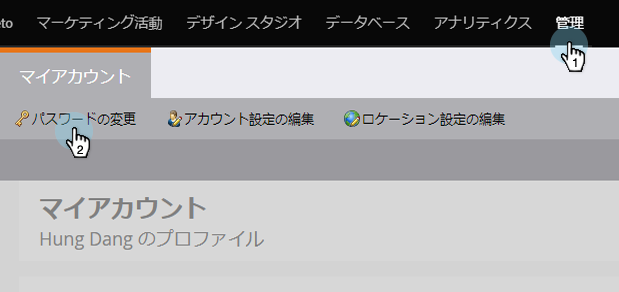 eto マーケティング活動 デザイン スタジオ データベース アナリティクス 管理
1
マイアカウント
パスワードの変更 アカウント設定の編集 ロケーション設定の編集
2
マイアカウント
Hung Dang のプロファイル